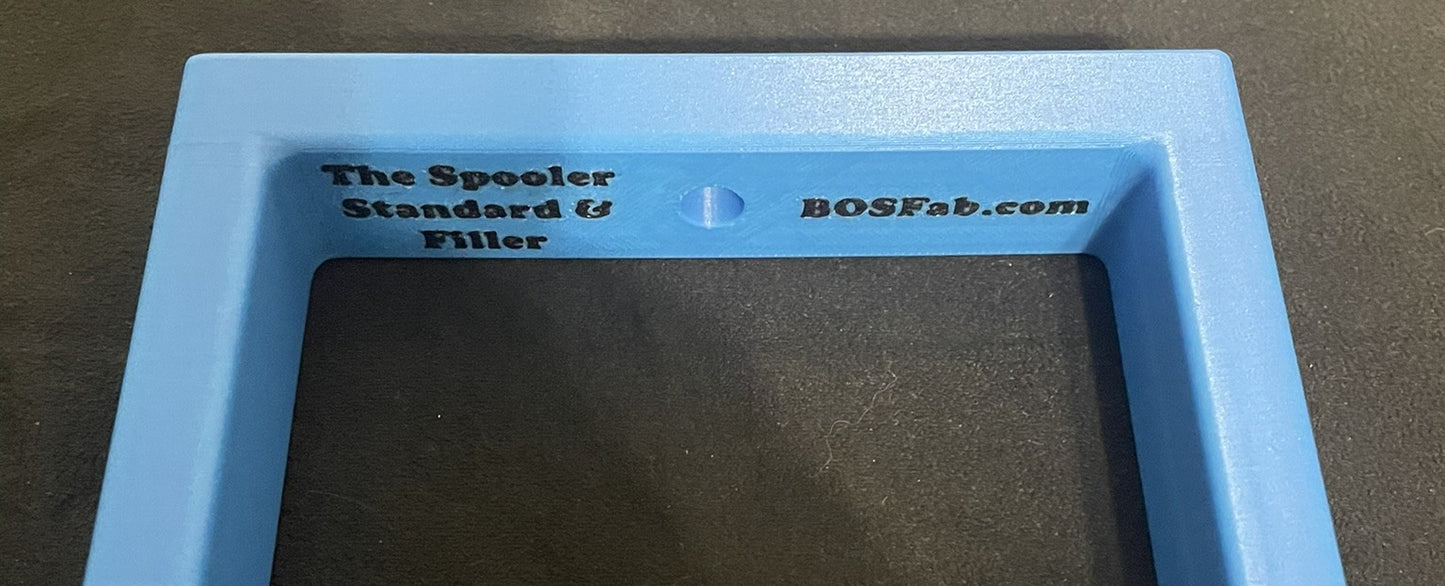 The Spooler
Standard &
Filler
BOSFab.com